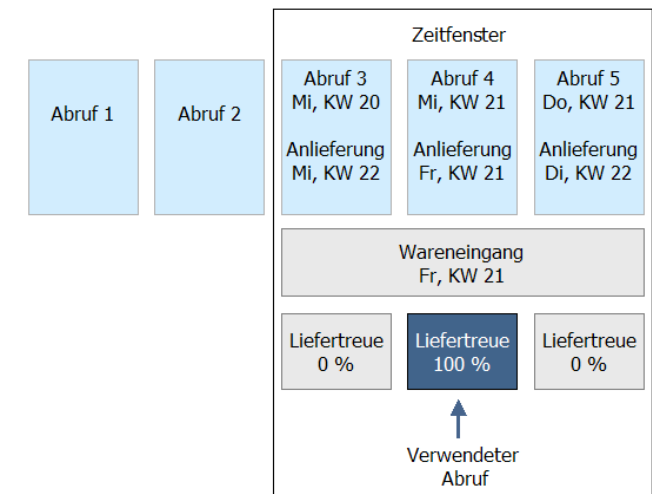 Zeitfenster
Abruf 1
Abruf 2
Abruf 3
Mi, KW 20
Anlieferung
Mi, KW 22
Abruf 4
Mi, KW 21
Anlieferung
Fr, KW 21
Abruf 5
Do, KW 21
Anlieferung
Di, KW 22
Wareneingang
Fr, KW 21
Liefertreue
0 %
Liefertreue
100 %
Liefertreue
0 %
Verwendeter
Abruf